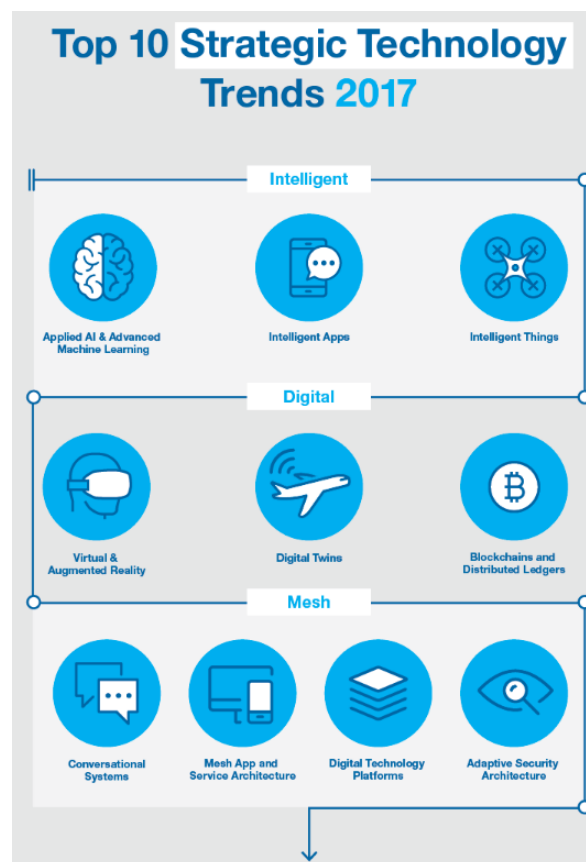 Top 10 Strategic Technology
Trends 2017
Intelligent
Applied AI & Advanced
Machine Learning
Intelligent Apps
Intelligent Things
Digital
Virtual &
Augmented Reality
Digital Twins
Blockchains and
Distributed Ledgers
Mesh
Conversational
Systems
Mesh App and
Service Architecture
Digital Technology
Platforms
Adaptive Security
Architecture